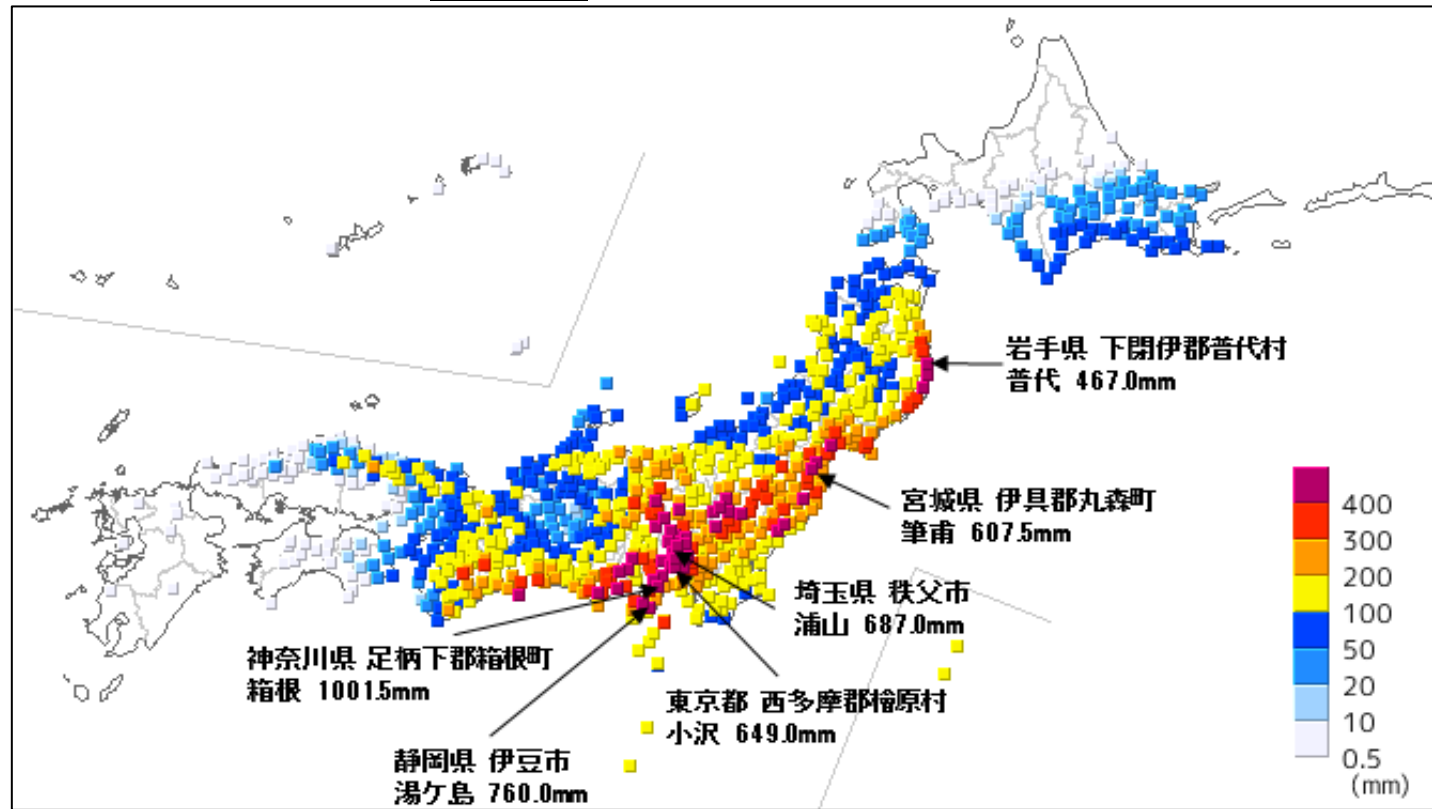 岩手県 下閉伊郡普代村
普代 467.0mm
宮城県 伊具郡丸森町
筆甫 607.5mm
埼玉県 秩父市
浦山 687.0mm
神奈川県 足柄下郡箱根町
箱根 1001.5mm
東京都 西多摩郡檜原村
小沢 649.0mm
静岡県 伊豆市
湯ケ島 760.0mm
400
300
200
100
50
20
10
0.5
(mm)